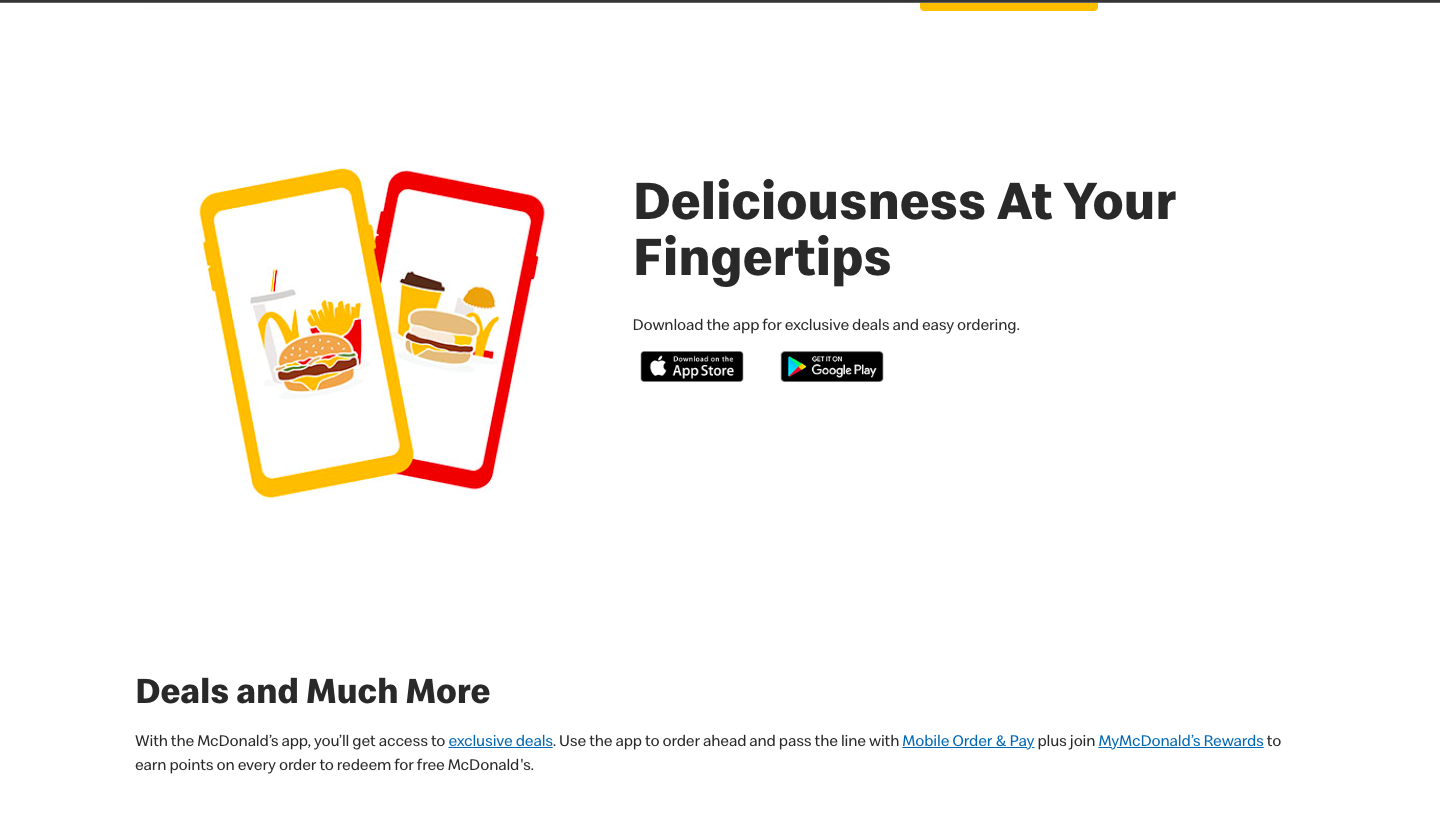 Deliciousness At Your
Fingertips
Download the app for exclusive deals and easy ordering.
Download on the
App Store
GET IT ON
Google Play
Deals and Much More
With the McDonald’s app, you’ll get access to exclusive deals. Use the app to order ahead and pass the line with Mobile Order & Pay plus join MyMcDonald’s Rewards to
earn points on every order to redeem for free McDonald's.